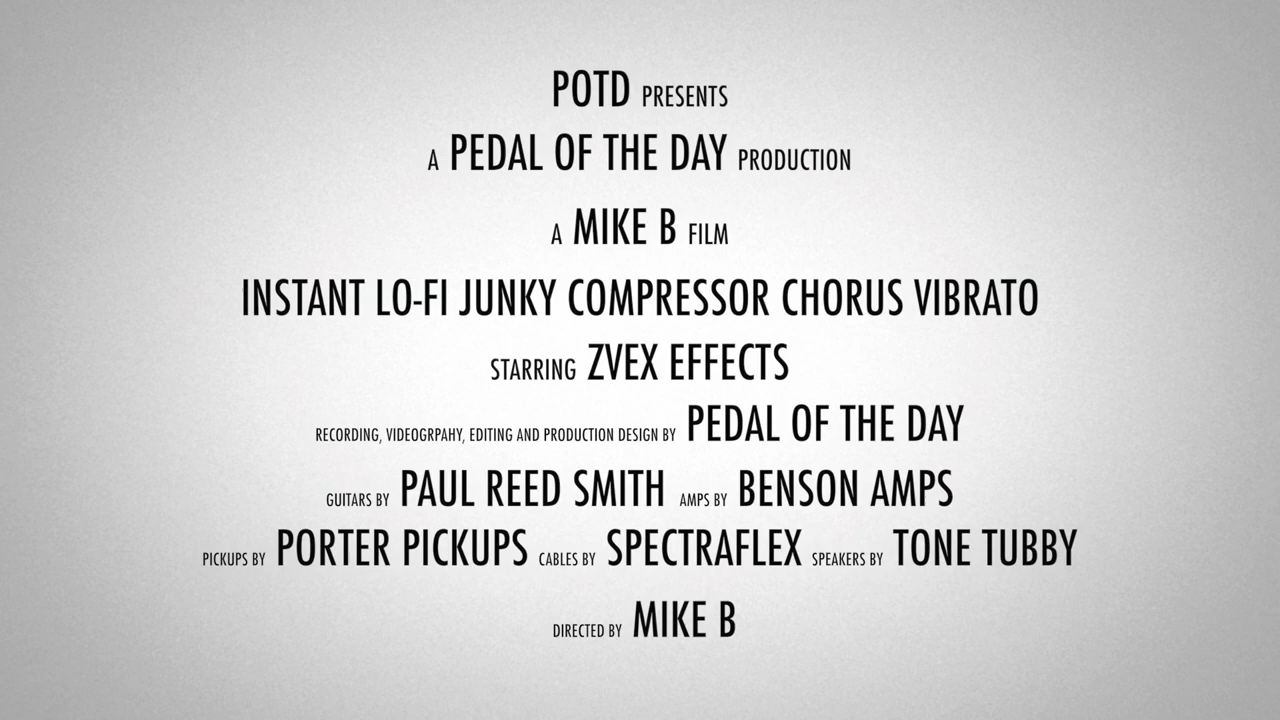 POTD PRESENTS
A PEDAL OF THE DAY PRODUCTION
A MIKE B FILM
INSTANT LO-FI JUNKY COMPRESSOR CHORUS VIBRATO
STARRING ZVEX EFFECTS
RECORDING, VIDEOGRPAHY, EDITING AND PRODUCTION DESIGN BY PEDAL OF THE DAY
GUITARS BY PAUL REED SMITH AMPS BY BENSON AMPS
PICKUPS BY PORTER PICKUPS CABLES BY SPECTRAFLEX SPEAKERS BY TONE TUBBY
DIRECTED BY MIKE B